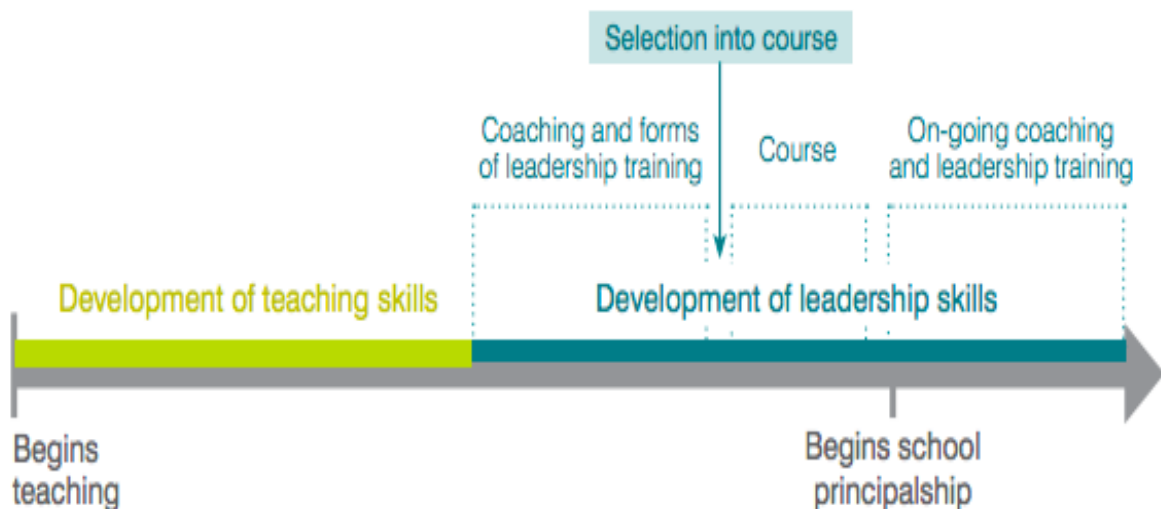 Selection into course
Coaching and forms
of leadership training
Course
On-going coaching
and leadership training
Development of teaching skills
Development of leadership skills
Begins
teaching
Begins school
principalship